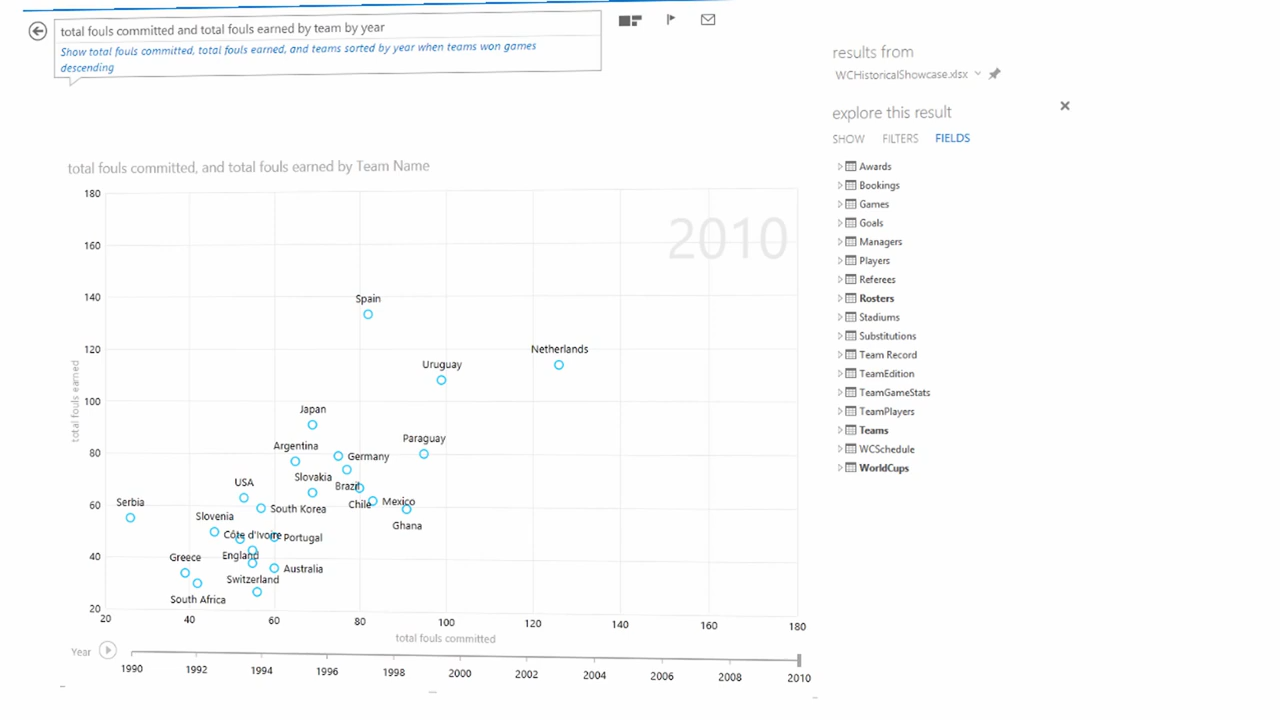 total fouls committed and total fouls earned by team by year
Show total fouls committed, total fouls earned, and teams sorted by year when teams won games
descending
results from
WCHistoricalShowcase.xlsx
explore this result
SHOW FILTERS FIELDS
Awards
Bookings
Games
Goals
Managers
Players
Referees
Rosters
Stadiums
Substitutions
Team Record
TeamEdition
TeamGameStats
TeamPlayers
Teams
WCSchedule
WorldCups
total fouls committed, and total fouls earned by Team Name
2010
total fouls earned
180
160
140
120
100
80
60
40
20
Spain
Netherlands
Uruguay
Japan
Paraguay
Argentina
Germany
Slovakia
USA
Brazil
Serbia
Chile
Mexico
South Korea
Slovenia
Ghana
Côte d'Ivoire
Portugal
Greece
England
Australia
Switzerland
South Africa
20 40 60 80 100 120 140 160 180
total fouls committed
Year
1990 1992 1994 1996 1998 2000 2002 2004 2006 2008 2010